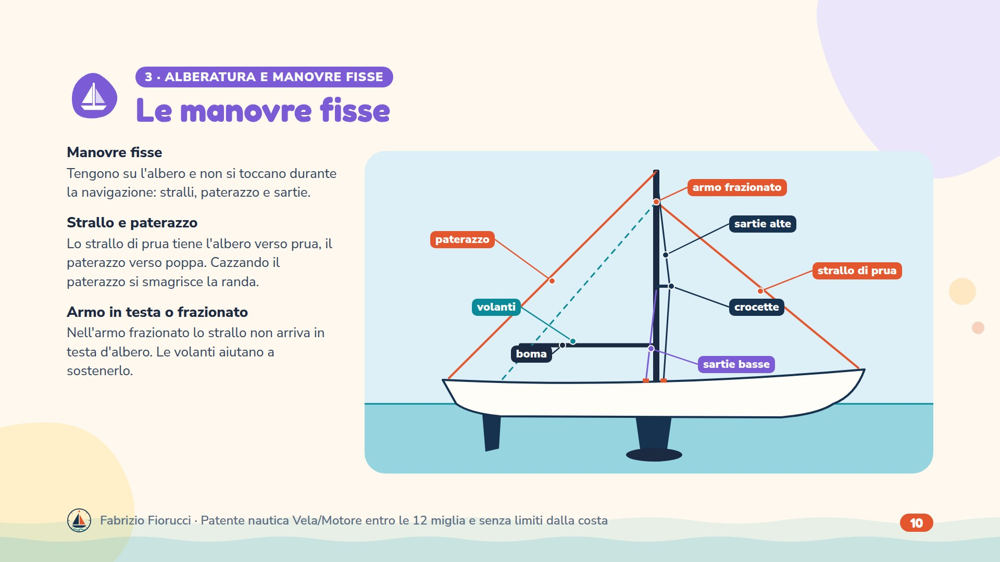 3 · ALBERATURA E MANOVRE FISSE
Le manovre fisse
Manovre fisse
Tengono su l'albero e non si toccano durante
la navigazione: stralli, paterazzo e sartie.
Strallo e paterazzo
Lo strallo di prua tiene l'albero verso prua, il
paterazzo verso poppa. Cazzando il
paterazzo si smagrisce la randa.
Armo in testa o frazionato
Nell'armo frazionato lo strallo non arriva in
testa d'albero. Le volanti aiutano a
sostenerlo.
armo frazionato
sartie alte
paterazzo
strallo di prua
volanti
crocette
boma
sartie basse
Fabrizio Fiorucci · Patente nautica Vela/Motore entro le 12 miglia e senza limiti dalla costa
10